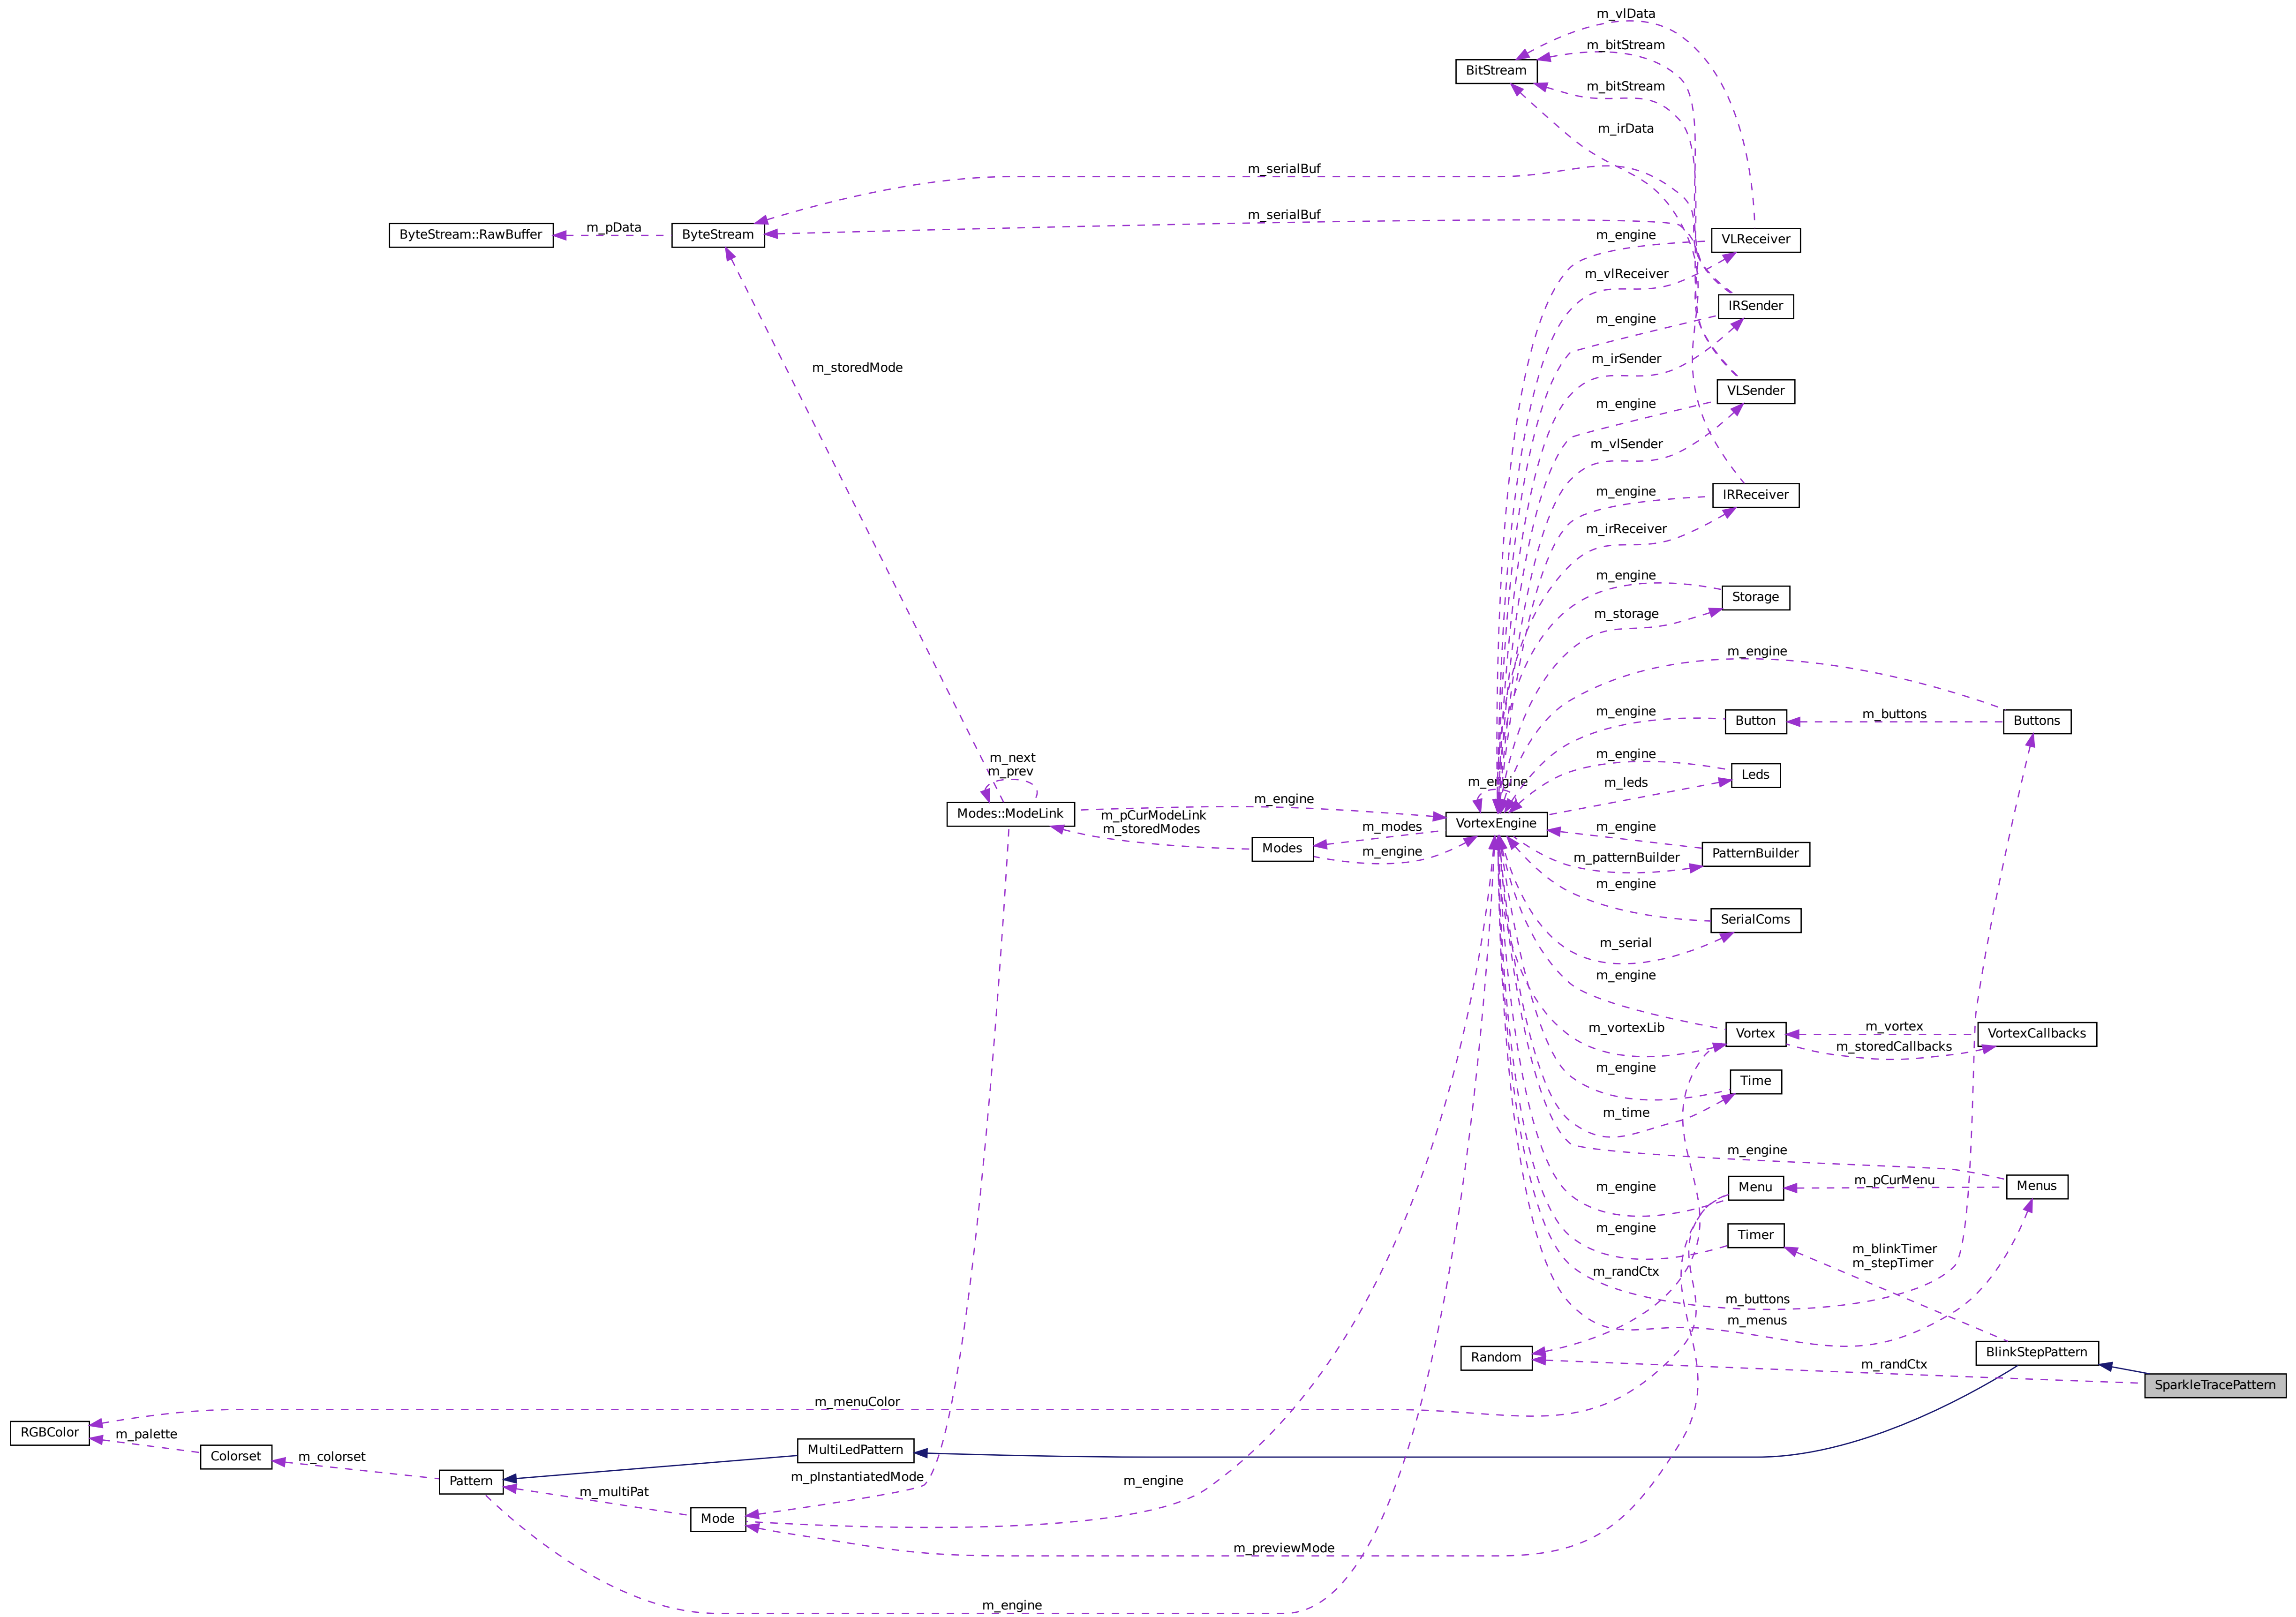 m_vlData
m_bitStream
BitStream
m_bitStream
m_irData
m_serialBuf
m_serialBuf
m_pData
ByteStream::RawBuffer
ByteStream
m_engine
VLReceiver
m_vlReceiver
IRSender
m_engine
m_irSender
m_storedMode
VLSender
m_engine
m_vlSender
m_engine
IRReceiver
m_irReceiver
m_engine
Storage
m_storage
m_engine
m_engine
Button
m_buttons
Buttons
m_next
m_prev
m_engine
Leds
m_engine
m_leds
m_engine
Modes::ModeLink
m_pCurModeLink
m_storedModes
m_modes
VortexEngine
m_engine
Modes
m_engine
m_patternBuilder
PatternBuilder
m_engine
SerialComs
m_serial
m_engine
m_vortexLib
Vortex
m_vortex
VortexCallbacks
m_storedCallbacks
m_engine
Time
m_time
m_engine
m_engine
Menu
m_pCurMenu
Menus
m_engine
Timer
m_blinkTimer
m_stepTimer
m_randCtx
m_buttons
m_menus
Random
BlinkStepPattern
m_randCtx
SparkleTracePattern
m_menuColor
RGBColor
m_palette
Colorset
m_colorset
MultiLedPattern
Pattern
m_pInstantiatedMode
m_engine
m_multiPat
Mode
m_previewMode
m_engine